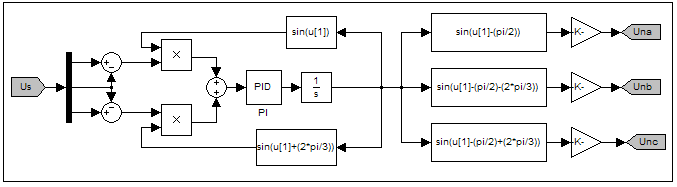 sin(u[1])
sin(u[1]-(pi/2))
K-
Una
Us
+
−
×
+
+
PID
PI
1
s
sin(u[1]-(pi/2)-(2*pi/3))
K-
Unb
+
−
×
sin(u[1]+(2*pi/3))
sin(u[1]-(pi/2)+(2*pi/3))
K-
Unc